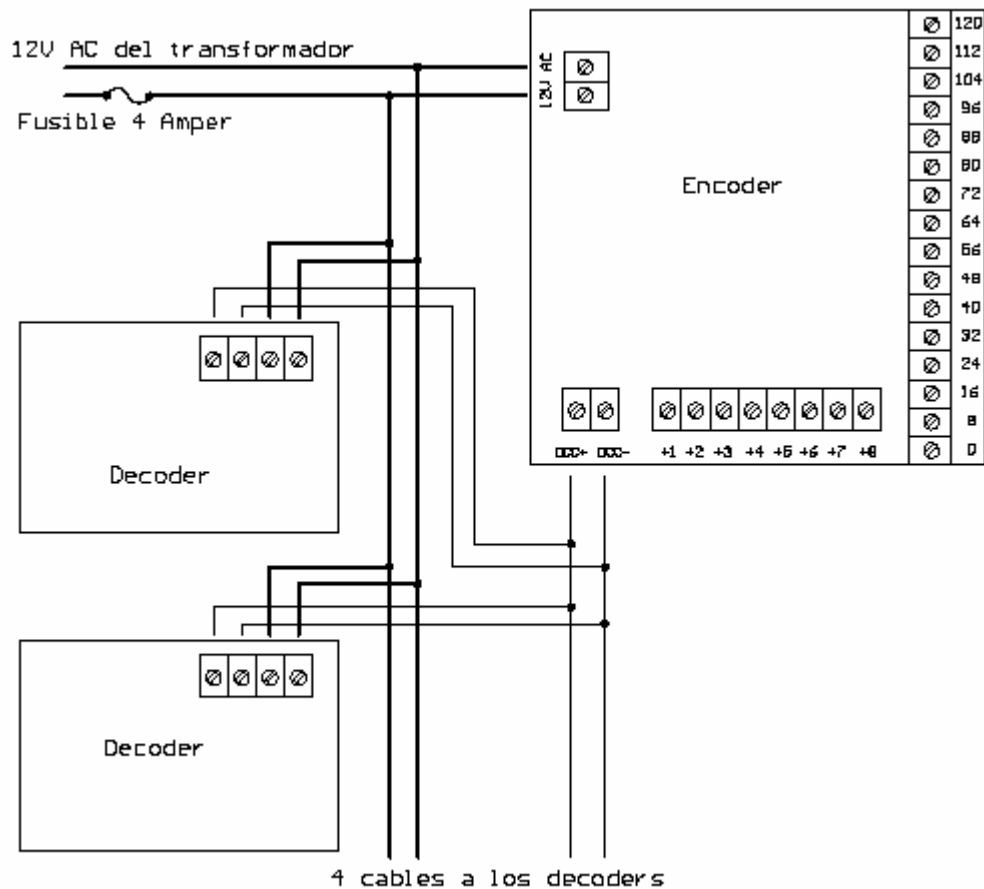 12V AC del transformador
Fusible 4 Amper
12V AC
Encoder
120
112
104
96
88
80
72
64
56
48
40
32
24
16
8
0
DCC+ DCC-
+1 +2 +3 +4 +5 +6 +7 +8
Decoder
Decoder
4 cables a los decoders